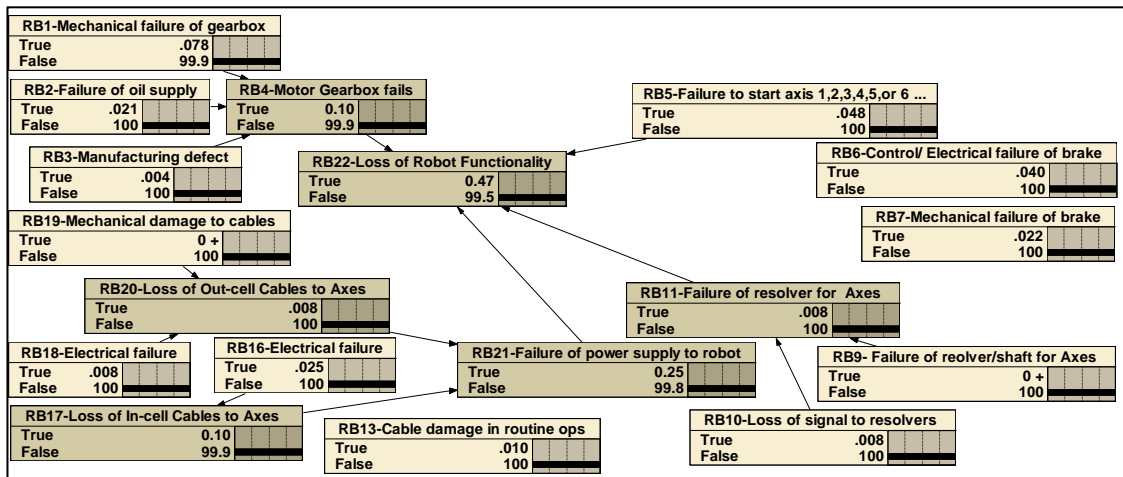 RB1-Mechanical failure of gearbox
True .078
False 99.9
RB2-Failure of oil supply
True .021
False 100
RB4-Motor Gearbox fails
True 0.10
False 99.9
RB5-Failure to start axis 1,2,3,4,5,or 6 ...
True .048
False 100
RB3-Manufacturing defect
True .004
False 100
RB22-Loss of Robot Functionality
True 0.47
False 99.5
RB6-Control/ Electrical failure of brake
True .040
False 100
RB19-Mechanical damage to cables
True 0 +
False 100
RB7-Mechanical failure of brake
True .022
False 100
RB20-Loss of Out-cell Cables to Axes
True .008
False 100
RB11-Failure of resolver for Axes
True .008
False 100
RB18-Electrical failure
True .008
False 100
RB16-Electrical failure
True .025
False 100
RB21-Failure of power supply to robot
True 0.25
False 99.8
RB9- Failure of reolver/shaft for Axes
True 0 +
False 100
RB17-Loss of In-cell Cables to Axes
True 0.10
False 99.9
RB13-Cable damage in routine ops
True .010
False 100
RB10-Loss of signal to resolvers
True .008
False 100